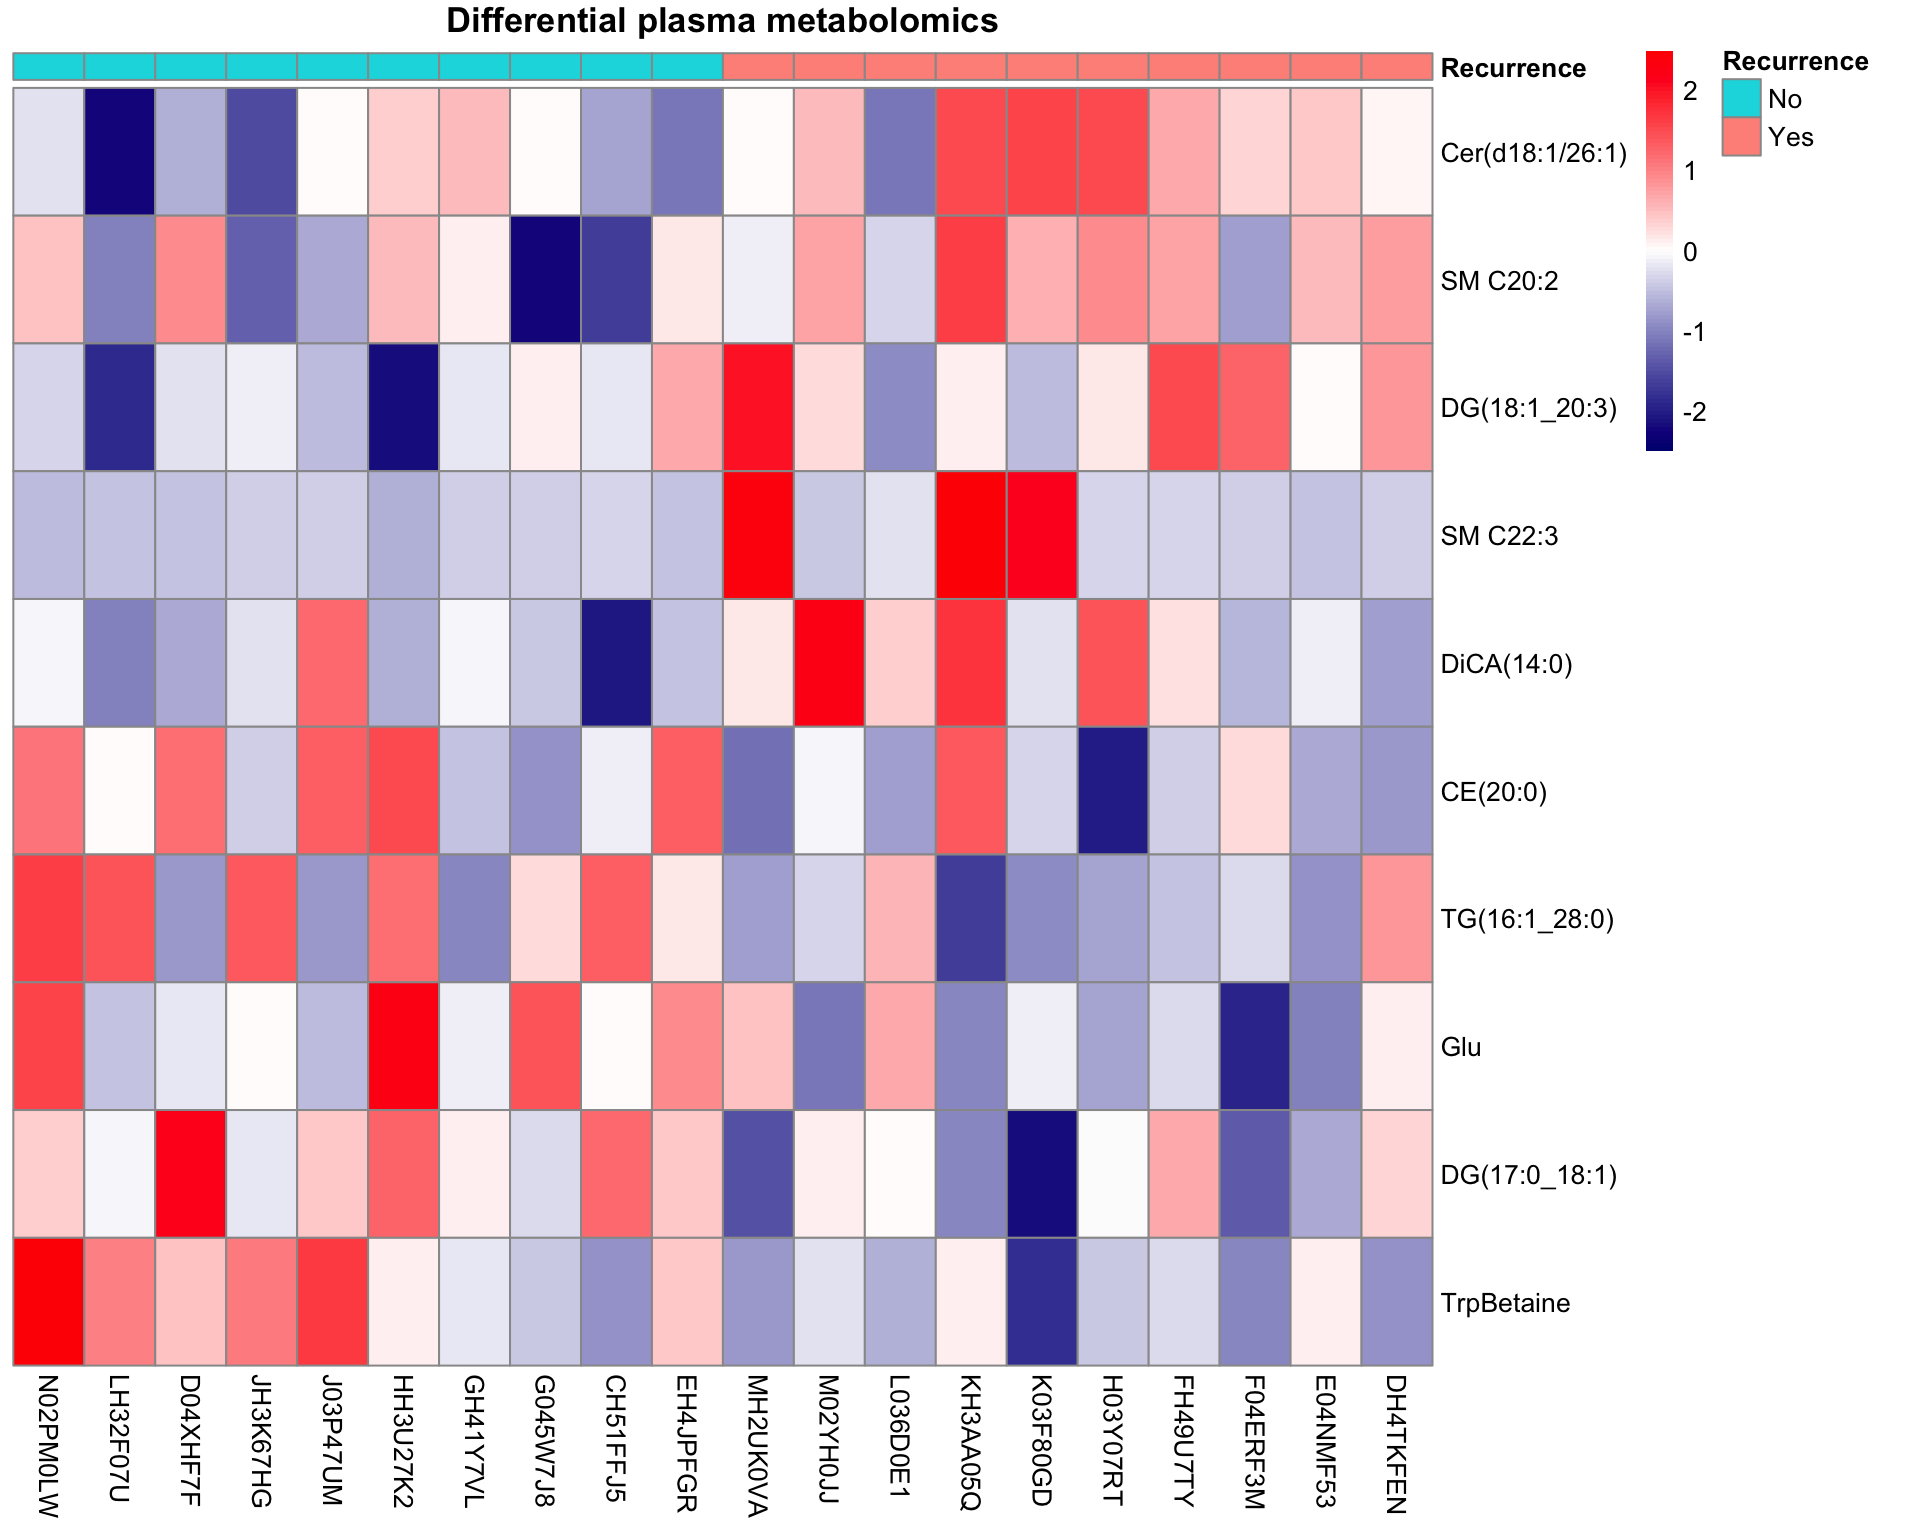 Differential plasma metabolomics
Recurrence
Cer(d18:1/26:1)
SM C20:2
DG(18:1_20:3)
SM C22:3
DiCA(14:0)
CE(20:0)
TG(16:1_28:0)
Glu
DG(17:0_18:1)
TrpBetaine
2
1
0
-1
-2
Recurrence
No
Yes
N02PM0LW
LH32F07U
D04XHF7F
JH3K67HG
J03P47UM
HH3U27K2
GH41Y7VL
G045W7J8
CH51FFJ5
EH4JPFGR
MH2UK0VA
M02YH0JJ
L036D0E1
KH3AA05Q
K03F80GD
H03Y07RT
FH49U7TY
F04ERF3M
E04NMF53
DH4TKFEN